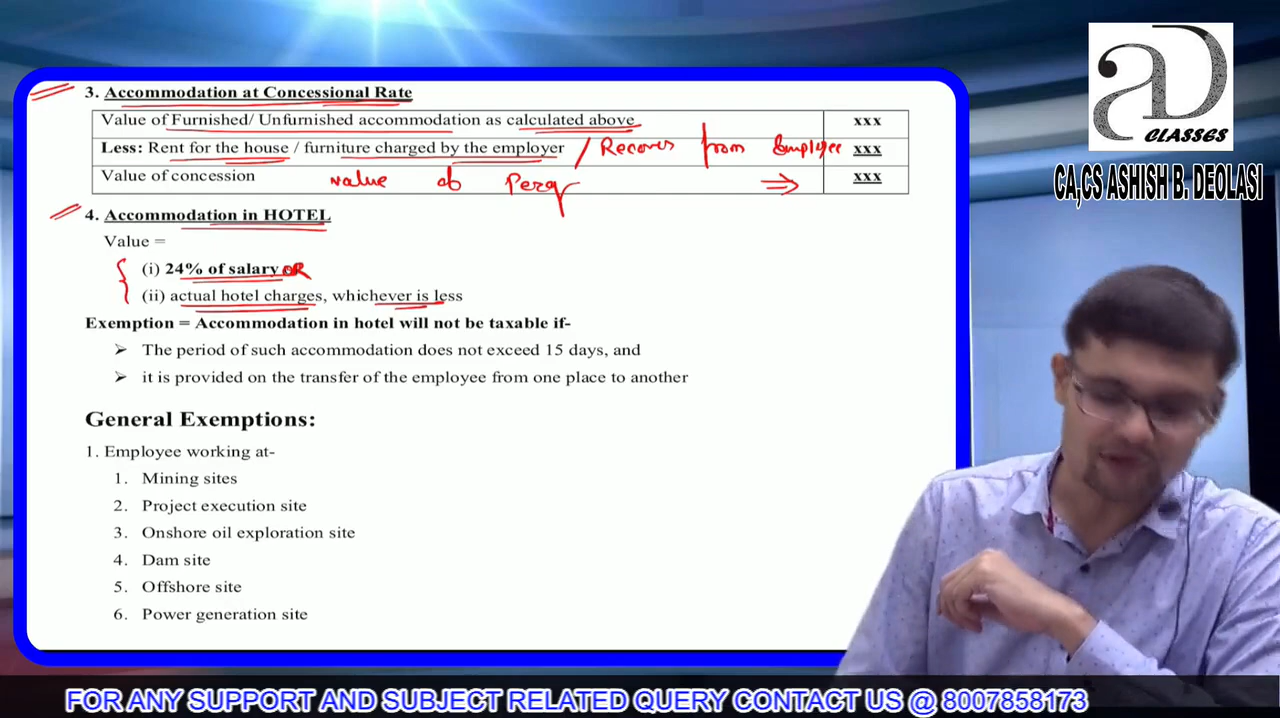 3. Accommodation at Concessional Rate
Value of Furnished/ Unfurnished accommodation as calculated above xxx
Less: Rent for the house / furniture charged by the employer / Recover from Employee xxx
Value of concession value of Perq ⇒ xxx
4. Accommodation in HOTEL
Value =
(i) 24% of salary OR
(ii) actual hotel charges, whichever is less
Exemption = Accommodation in hotel will not be taxable if-
➢ The period of such accommodation does not exceed 15 days, and
➢ it is provided on the transfer of the employee from one place to another
General Exemptions:
1. Employee working at-
1. Mining sites
2. Project execution site
3. Onshore oil exploration site
4. Dam site
5. Offshore site
6. Power generation site
aD
CLASSES
CA,CS ASHISH B. DEOLASI
FOR ANY SUPPORT AND SUBJECT RELATED QUERY CONTACT US @ 8007858173